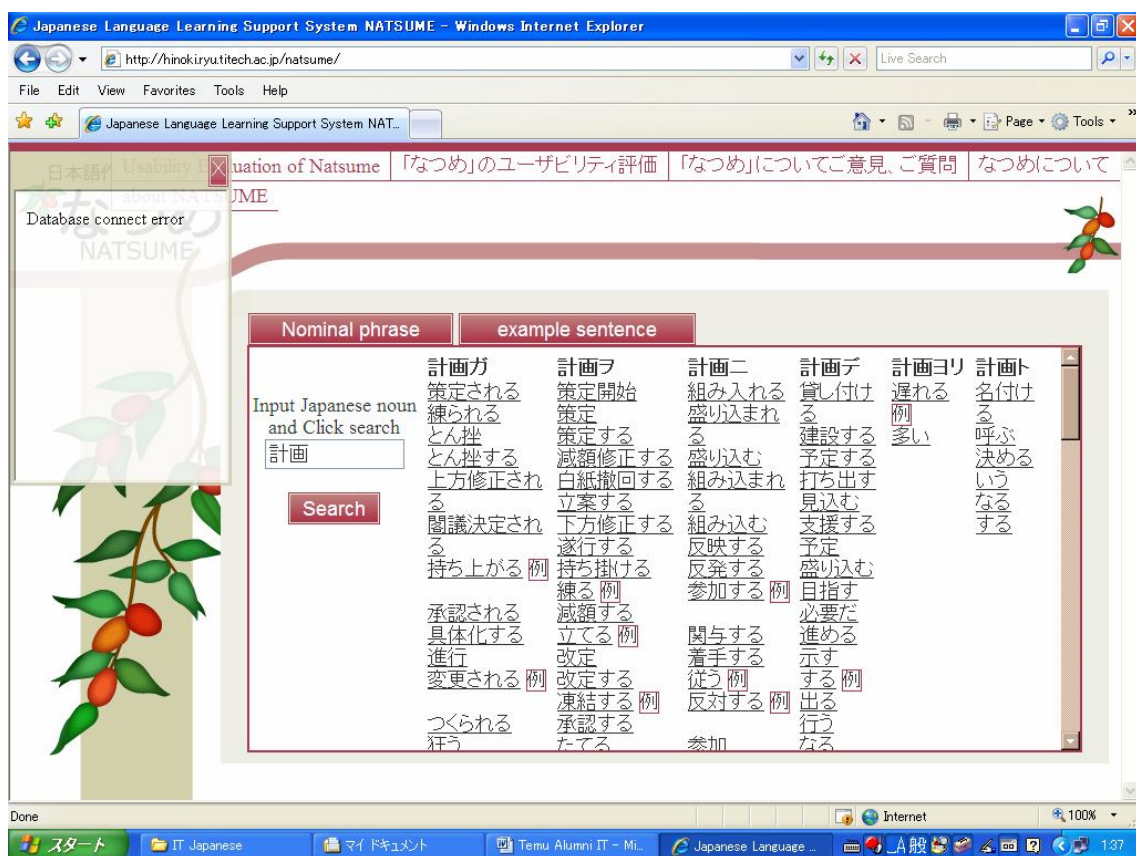 Japanese Language Learning Support System NATSUME - Windows Internet Explorer
http://hinoki.ryu.titech.ac.jp/natsume/
Live Search
File Edit View Favorites Tools Help
Japanese Language Learning Support System NAT...
Page Tools
Usability Evaluation of Natsume 「なつめ」のユーザビリティ評価 「なつめ」についてご意見、ご質問 なつめについて
about NATSUME
Database connect error
なつめ
NATSUME
Nominal phrase
example sentence
Input Japanese noun
and Click search
計画
Search
計画ガ
策定される
練られる
とん挫
とん挫する
上方修正され
る
閣議決定され
る
持ち上がる 例
承認される
具体化する
進行
変更される 例
つくられる
狂う
計画ヲ
策定開始
策定
策定する
減額修正する
白紙撤回する
立案する
下方修正する
遂行する
持ち掛ける
練る 例
減額する
立てる 例
改定
改定する
凍結する 例
承認する
たてる
計画ニ
組み入れる
盛り込まれ
る
盛り込む
組み込まれ
る
組み込む
反映する
反発する
参加する 例
関与する
着手する
従う 例
反対する 例
参加
計画デ
貸し付け
る
建設する
予定する
打ち出す
見込む
支援する
予定
盛り込む
目指す
必要だ
進める
示す
する 例
出る
行う
なる
計画ヨリ
遅れる
例
多い
計画ト
名付け
る
呼ぶ
決める
いう
なる
する
Done
Internet
100%
スタート
IT Japanese
マイ ドキュメント
Temu Alumni IT - Mi...
Japanese Language ...
A 般
1:37